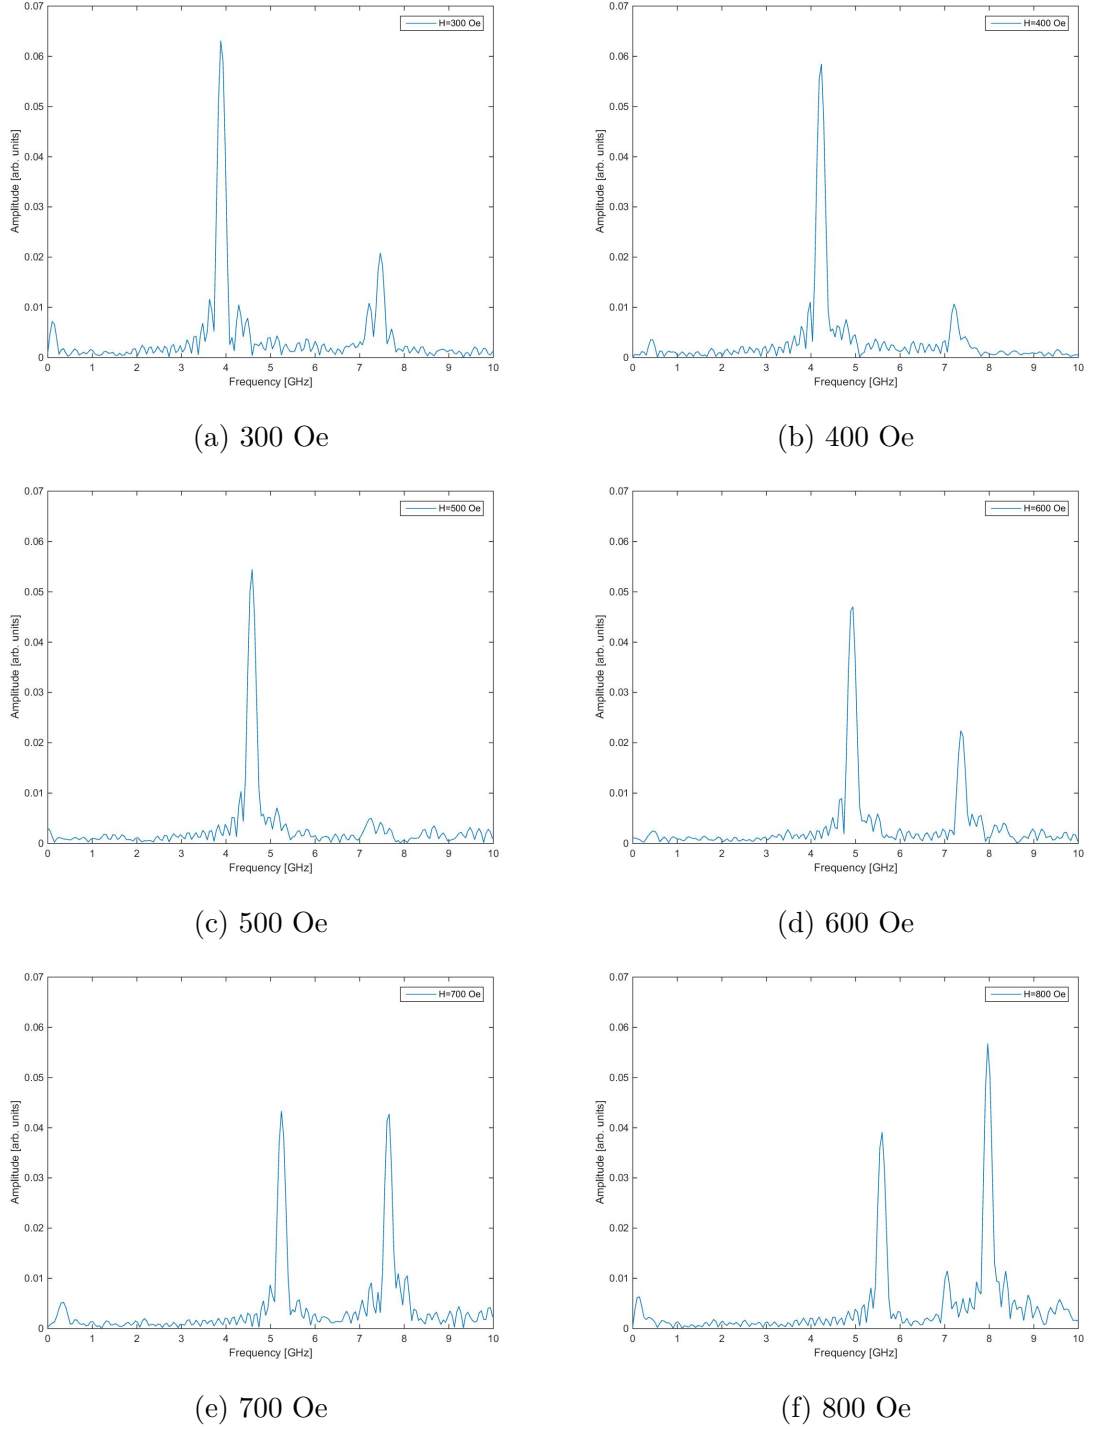 0.07
0.06
0.05
0.04
0.03
0.02
0.01
0
Amplitude [arb. units]
H=300 Oe
0 1 2 3 4 5 6 7 8 9 10
Frequency [GHz]
(a) 300 Oe
0.07
0.06
0.05
0.04
0.03
0.02
0.01
0
Amplitude [arb. units]
H=400 Oe
0 1 2 3 4 5 6 7 8 9 10
Frequency [GHz]
(b) 400 Oe
0.07
0.06
0.05
0.04
0.03
0.02
0.01
0
Amplitude [arb. units]
H=500 Oe
0 1 2 3 4 5 6 7 8 9 10
Frequency [GHz]
(c) 500 Oe
0.07
0.06
0.05
0.04
0.03
0.02
0.01
0
Amplitude [arb. units]
H=600 Oe
0 1 2 3 4 5 6 7 8 9 10
Frequency [GHz]
(d) 600 Oe
0.07
0.06
0.05
0.04
0.03
0.02
0.01
0
Amplitude [arb. units]
H=700 Oe
0 1 2 3 4 5 6 7 8 9 10
Frequency [GHz]
(e) 700 Oe
0.07
0.06
0.05
0.04
0.03
0.02
0.01
0
Amplitude [arb. units]
H=800 Oe
0 1 2 3 4 5 6 7 8 9 10
Frequency [GHz]
(f) 800 Oe